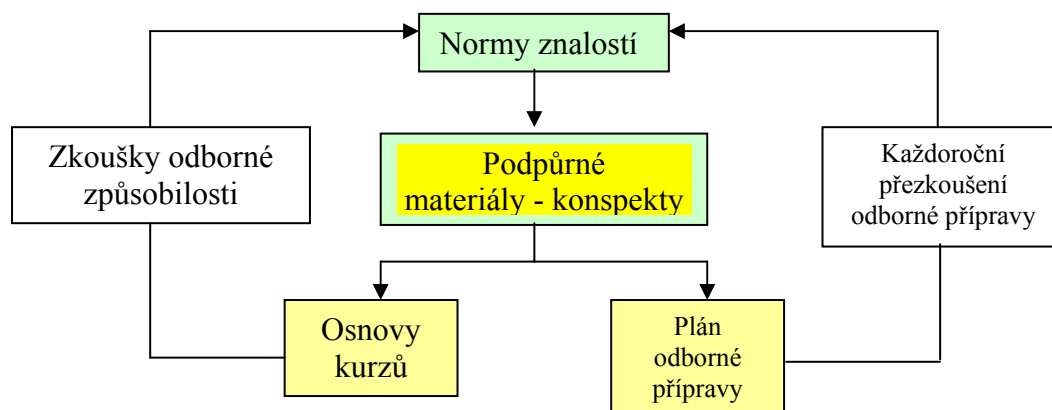 Normy znalostí
Zkoušky odborné
způsobilosti
Podpůrné
materiály - konspekty
Každoroční
přezkoušení
odborné přípravy
Osnovy
kurzů
Plán
odborné
přípravy